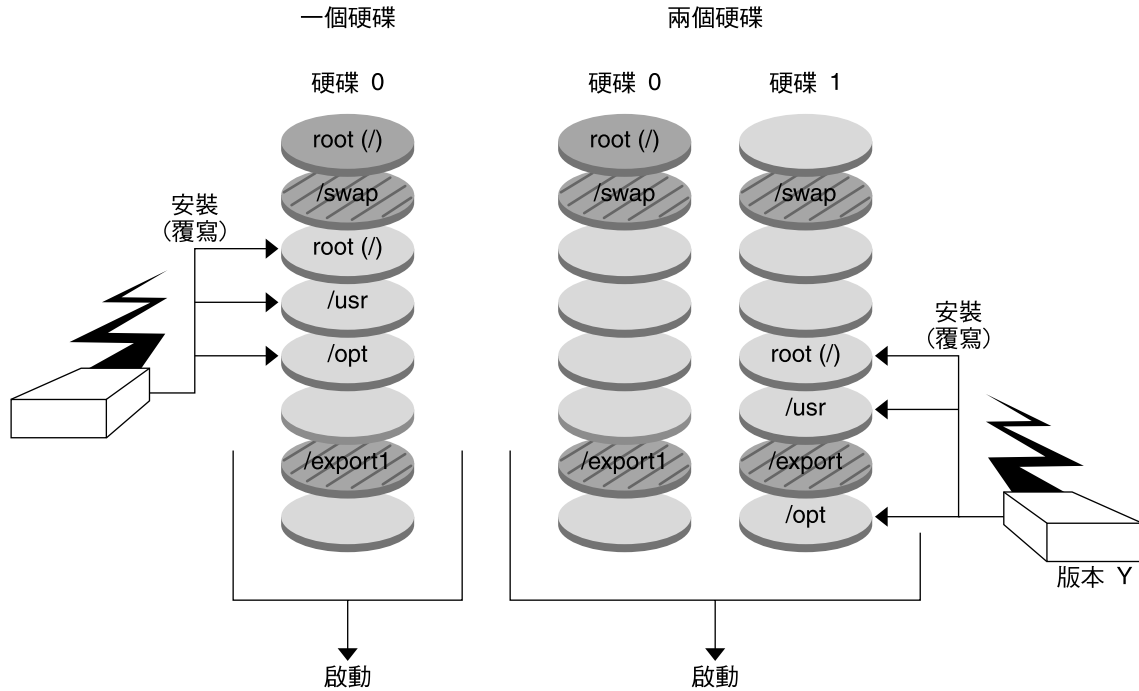 一個硬碟
兩個硬碟
硬碟 0
硬碟 0
硬碟 1
root (/)
/swap
root (/)
/usr
/opt
/export1
安裝
(覆寫)
root (/)
/swap
/export1
/swap
root (/)
/usr
/export
/opt
安裝
(覆寫)
版本 Y
啟動
啟動